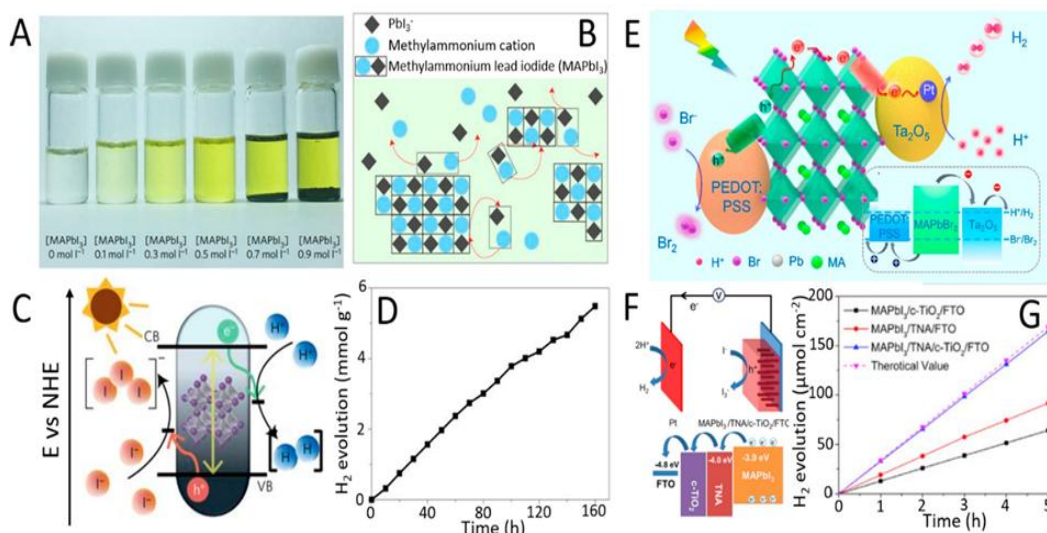 A
[MAPbI3] [MAPbI3] [MAPbI3] [MAPbI3] [MAPbI3] [MAPbI3]
0 mol l⁻¹ 0.1 mol l⁻¹ 0.3 mol l⁻¹ 0.5 mol l⁻¹ 0.7 mol l⁻¹ 0.9 mol l⁻¹
B
PbI3⁻
Methylammonium cation
Methylammonium lead iodide (MAPbI3)
C
E vs NHE
CB
e⁻
H⁺
H⁺
H⁺
I I
I
I⁻
I⁻
I⁻
I⁻
H H
h⁺
VB
D
H2 evolution (mmol g⁻¹)
6
4
2
0
0 40 80 120 160
Time (h)
E
H2
e⁻
e⁻
e⁻
Pt
Ta2O5
H⁺
Br⁻
h⁺
h⁺
PEDOT:
PSS
Br2
PEDOT:
PSS
MAPbBr2
Ta2O5
H⁺/H2
Br⁻/Br2
H⁺ Br Pb MA
F
V
e⁻
2H⁺
e⁻
H2
I⁻
h⁺
I3⁻
Pt
MAPbI3/TNA/c-TiO2/FTO
-4.8 eV
FTO
c-TiO2
-4.0 eV
TNA
-3.9 eV
MAPbI3
G
H2 evolution (μmol cm⁻²)
200
150
100
50
0
MAPbI3/c-TiO2/FTO
MAPbI3/TNA/FTO
MAPbI3/TNA/c-TiO2/FTO
Therotical Value
0 1 2 3 4 5
Time (h)